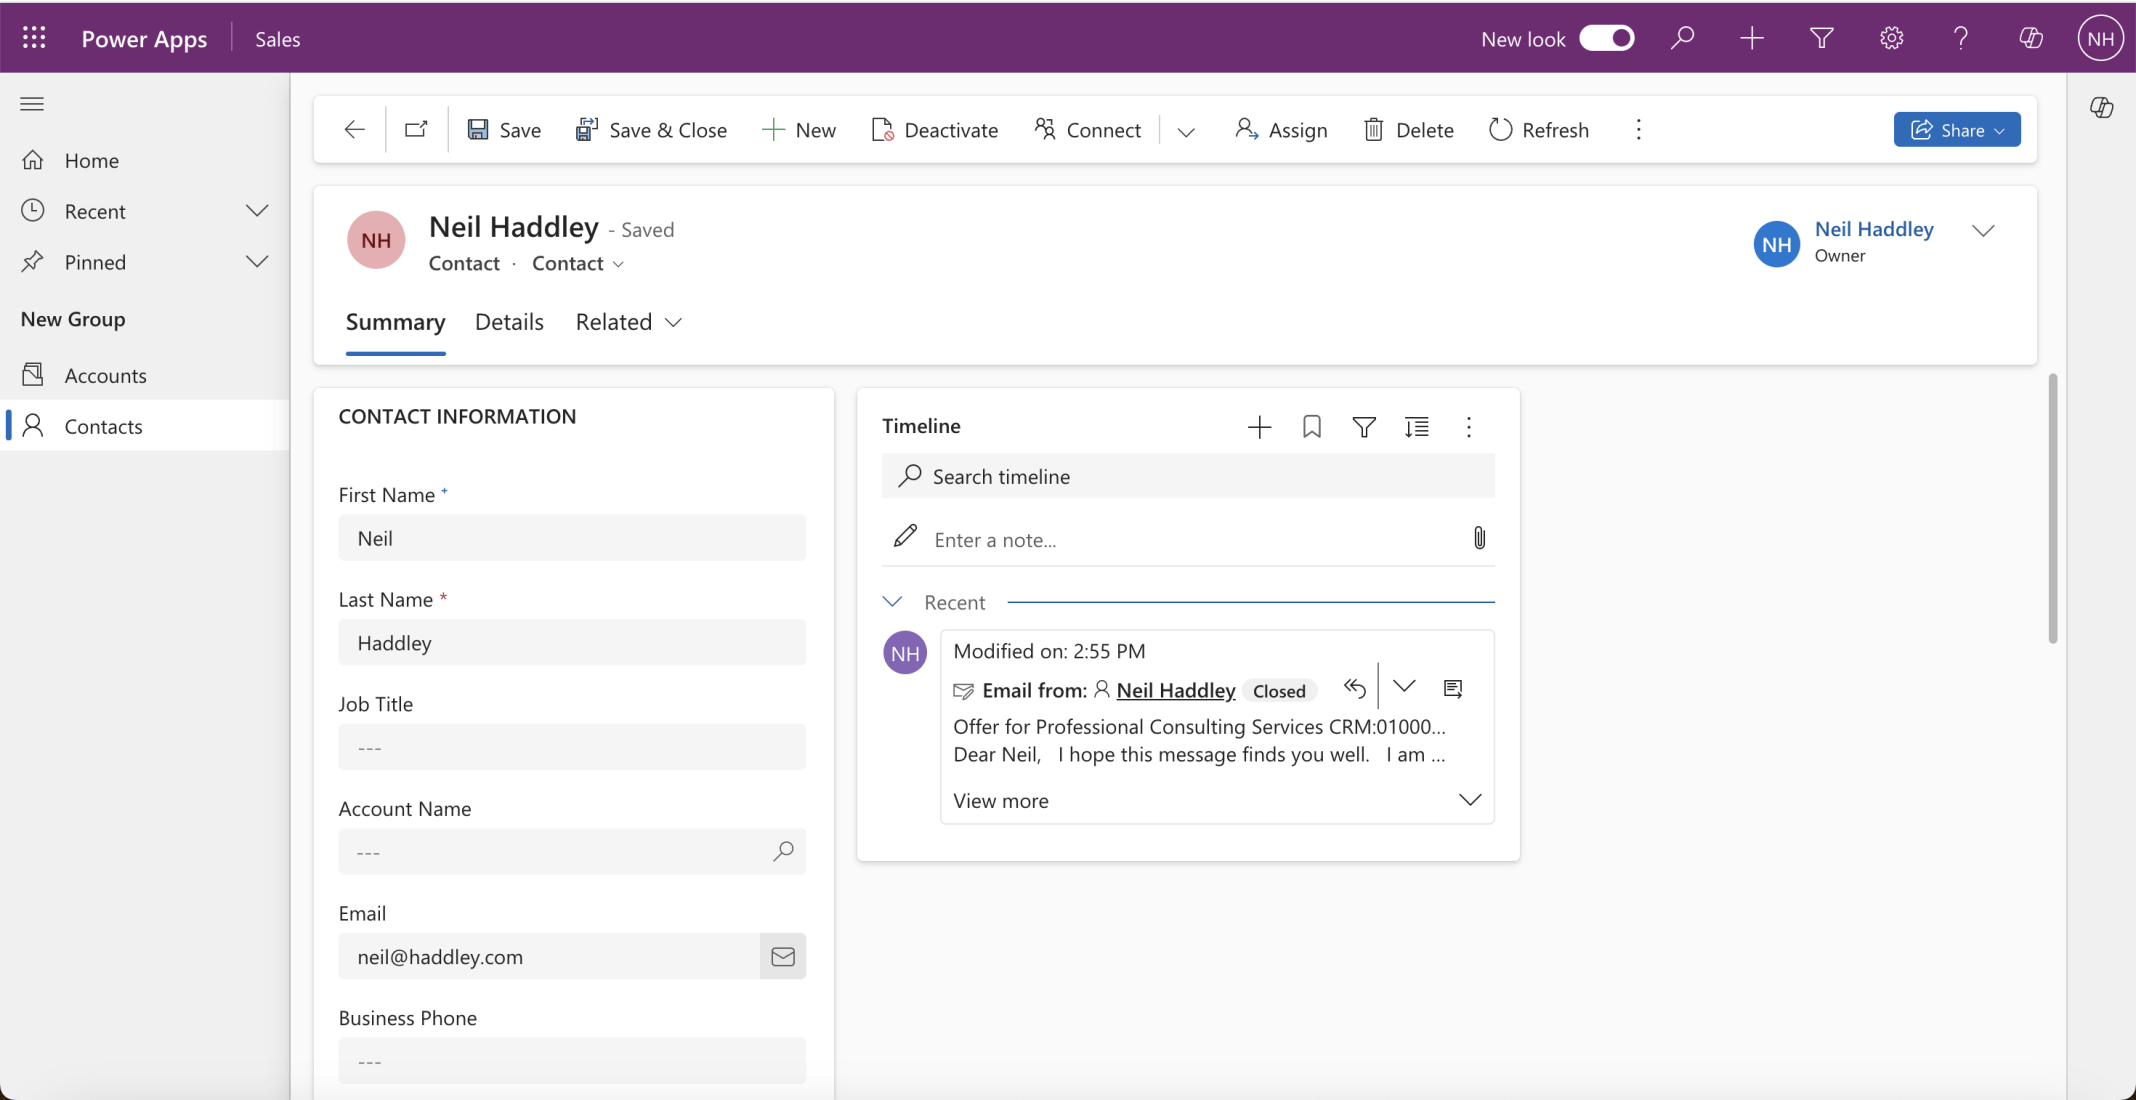 Power Apps
Sales
New look
NH
Home
Recent
Pinned
New Group
Accounts
Contacts
Save
Save & Close
New
Deactivate
Connect
Assign
Delete
Refresh
Share
NH
Neil Haddley - Saved
Contact · Contact
NH
Neil Haddley
Owner
Summary
Details
Related
CONTACT INFORMATION
First Name +
Neil
Last Name *
Haddley
Job Title
---
Account Name
---
Email
neil@haddley.com
Business Phone
---
Timeline
Search timeline
Enter a note...
Recent
NH
Modified on: 2:55 PM
Email from: Neil Haddley Closed
Offer for Professional Consulting Services CRM:01000...
Dear Neil, I hope this message finds you well. I am ...
View more